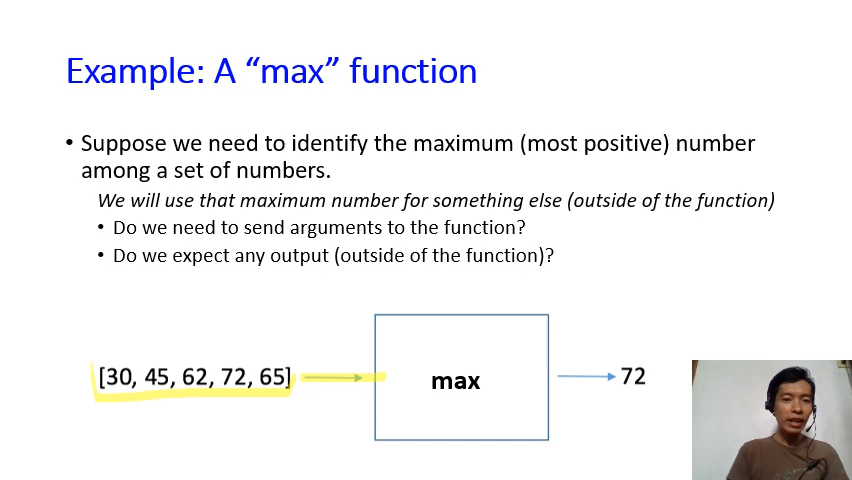 Example: A “max” function
• Suppose we need to identify the maximum (most positive) number
among a set of numbers.
We will use that maximum number for something else (outside of the function)
• Do we need to send arguments to the function?
• Do we expect any output (outside of the function)?
[30, 45, 62, 72, 65]
max
72